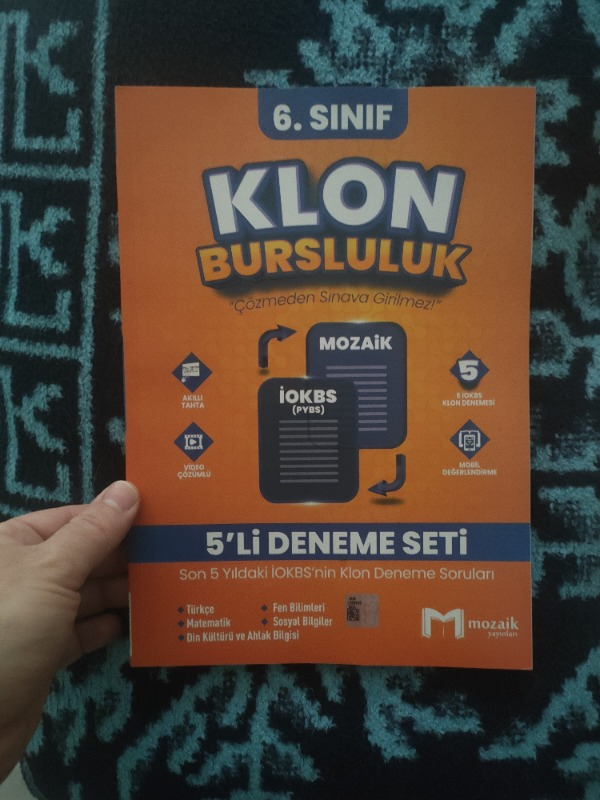 6. SINIF
KLON
BURSLULUK
"Çözmeden Sınava Girilmez!"
MOZAİK
İOKBS
(PYBS)
AKILLI
TAHTA
VİDEO
ÇÖZÜMLÜ
5
5 İOKBS
KLON DENEMESİ
MOBİL
DEĞERLENDİRME
5'Lİ DENEME SETİ
Son 5 Yıldaki İOKBS'nin Klon Deneme Soruları
Türkçe
Matematik
Din Kültürü ve Ahlak Bilgisi
Fen Bilimleri
Sosyal Bilgiler
mozaik
yayınları